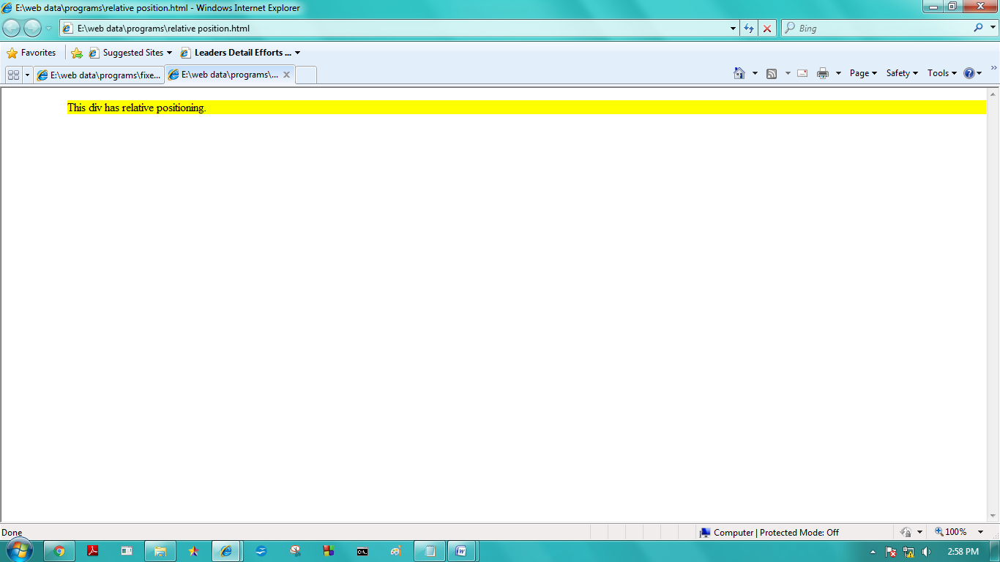 E:\web data\programs\relative position.html - Windows Internet Explorer
E:\web data\programs\relative position.html
Bing
Favorites
Suggested Sites
Leaders Detail Efforts ...
E:\web data\programs\fixe...
E:\web data\programs\...
Page
Safety
Tools
This div has relative positioning.
Done
Computer | Protected Mode: Off
100%
C:\.
W
2:58 PM